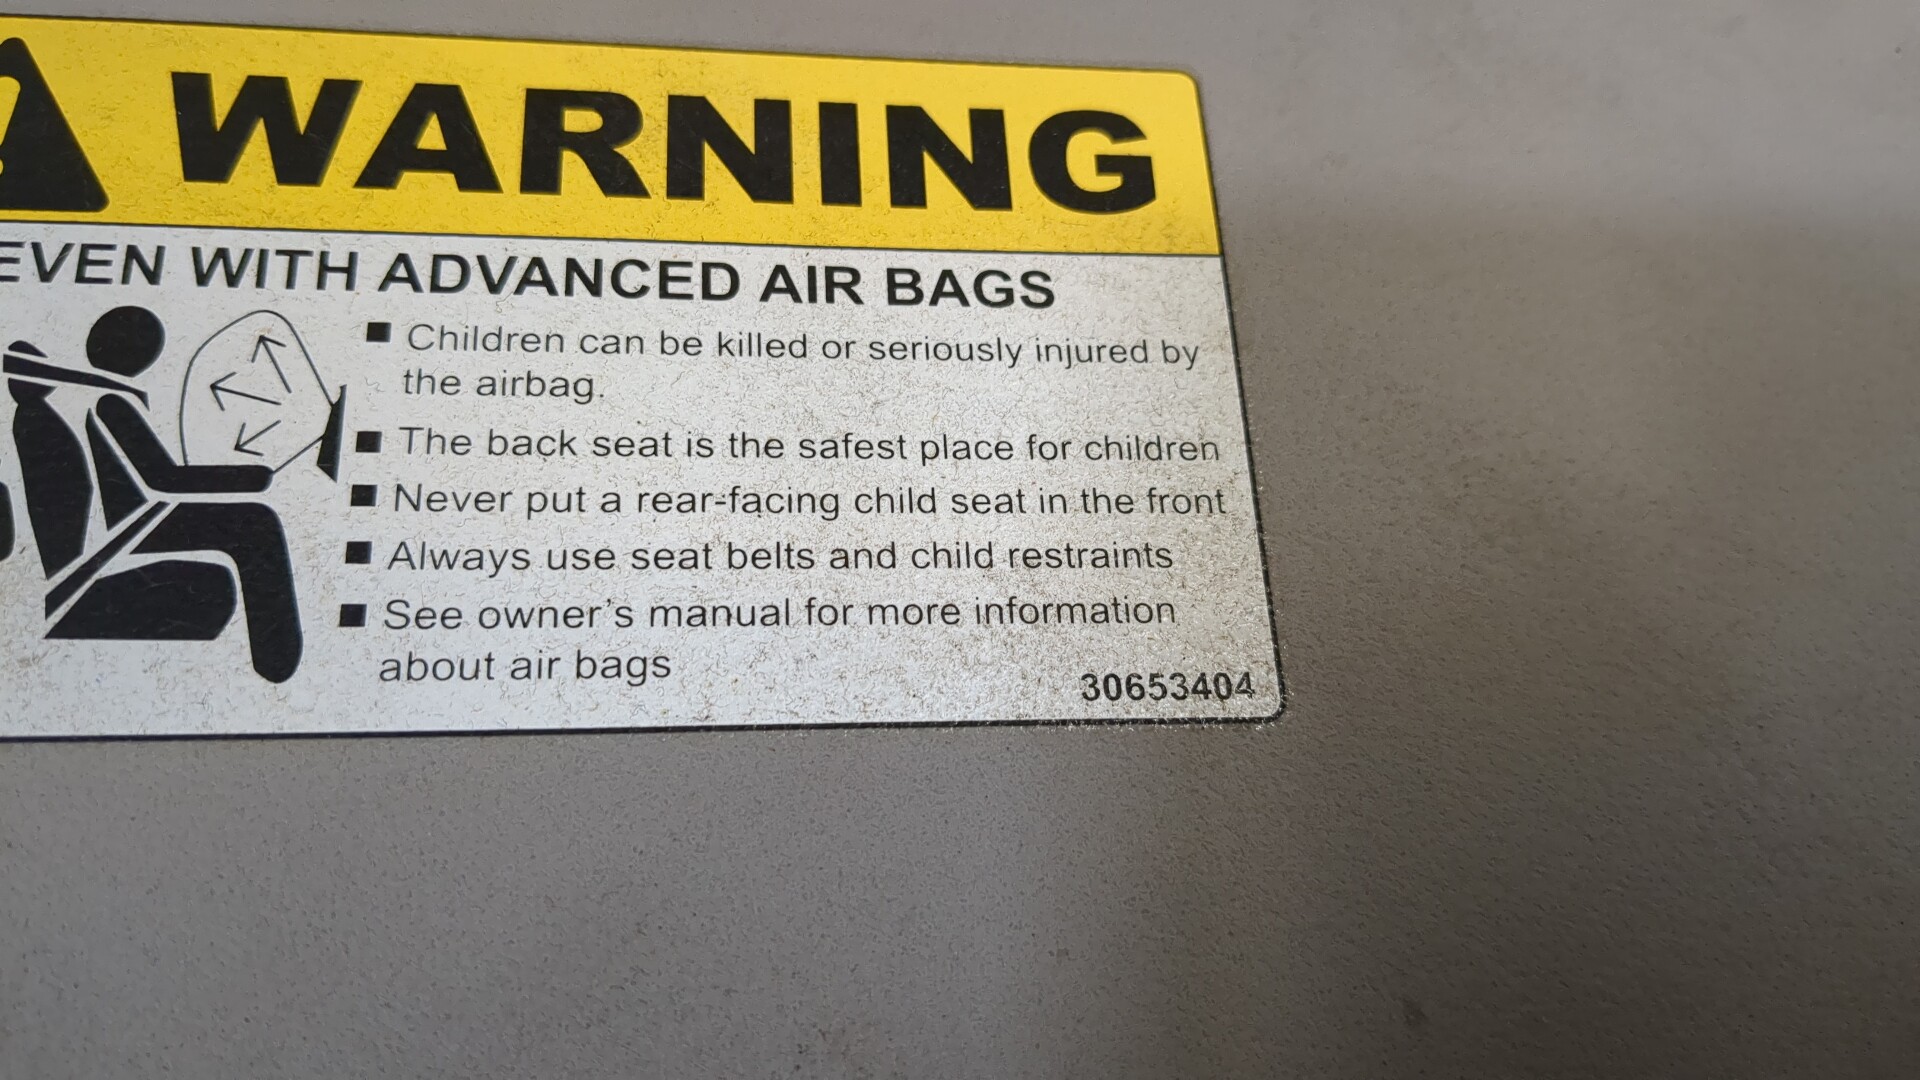 WARNING
EVEN WITH ADVANCED AIR BAGS
■ Children can be killed or seriously injured by
the airbag.
■ The back seat is the safest place for children
■ Never put a rear-facing child seat in the front
■ Always use seat belts and child restraints
■ See owner's manual for more information
about air bags
30653404